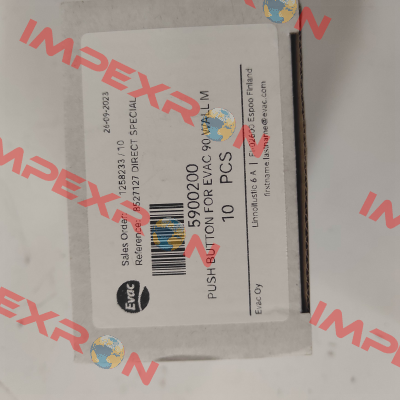 26-09-2023
Sales Order: 1258233 / 10
Reference: 8527127 DIRECT SPECIAL
5900200
PUSH BUTTON FOR EVAC 90 WALL M
10 PCS
Evac
Evac Oy
Linnoitustie 6 A | FI-02600 Espoo Finland
firstname.lastname@evac.com
IMPEXRON
IMPEXRON
IMPEXRON
IMPEXRON